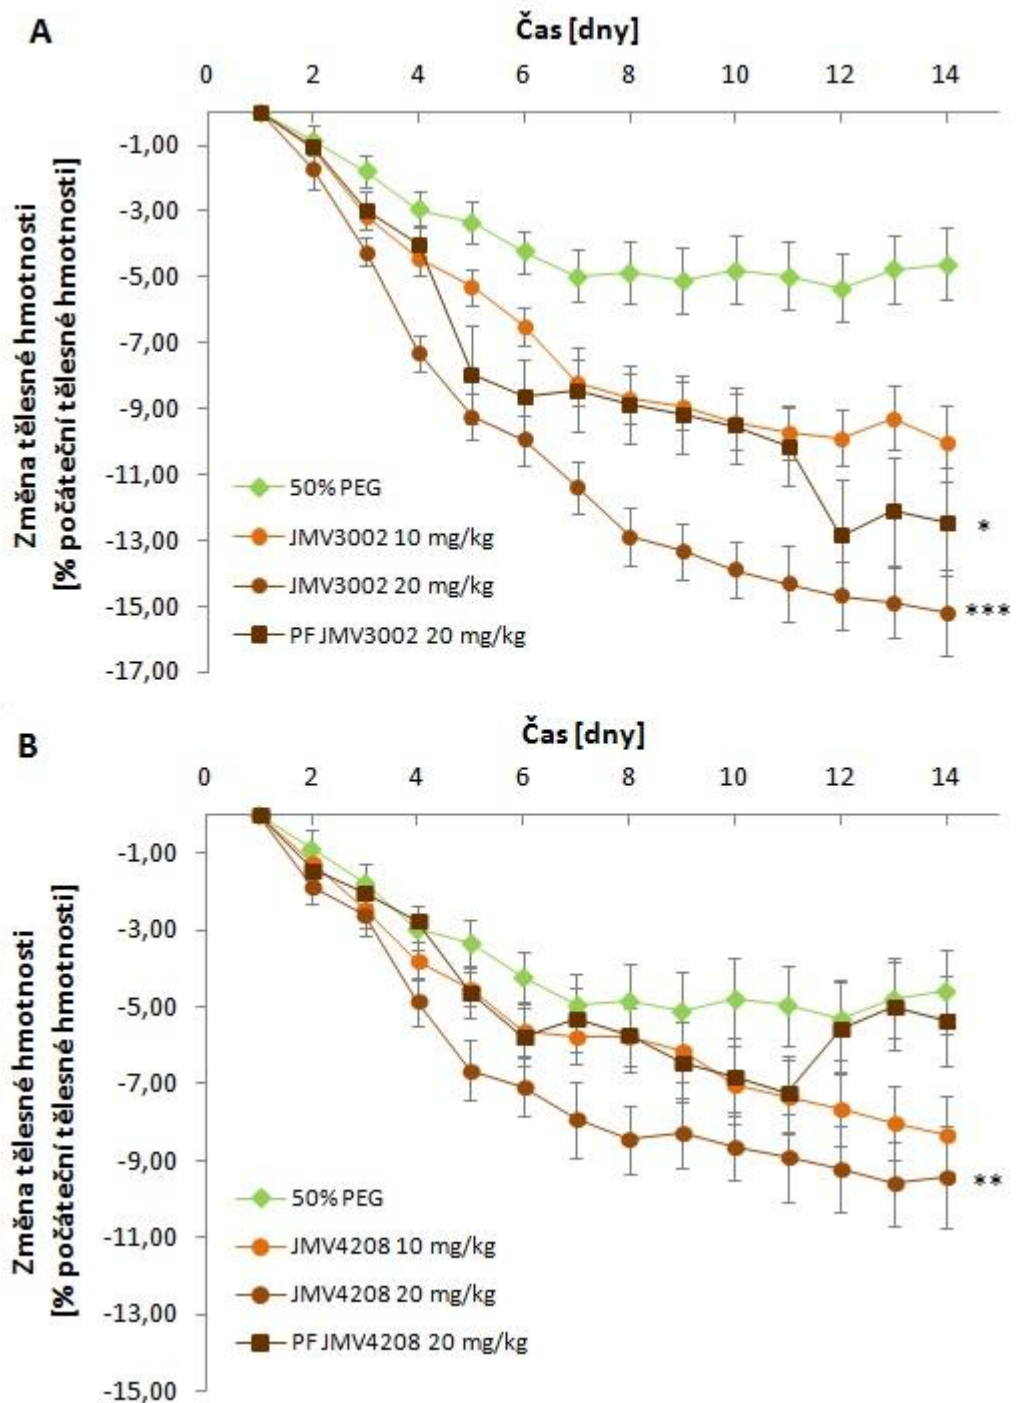 A
Čas [dny]
0 2 4 6 8 10 12 14
Změna tělesné hmotnosti
[% počáteční tělesné hmotnosti]
-1,00
-3,00
-5,00
-7,00
-9,00
-11,00
-13,00
-15,00
-17,00
50% PEG
JMV3002 10 mg/kg
JMV3002 20 mg/kg
PF JMV3002 20 mg/kg
*
***
B
Čas [dny]
0 2 4 6 8 10 12 14
Změna tělesné hmotnosti
[% počáteční tělesné hmotnosti]
-1,00
-3,00
-5,00
-7,00
-9,00
-11,00
-13,00
-15,00
50% PEG
JMV4208 10 mg/kg
JMV4208 20 mg/kg
PF JMV4208 20 mg/kg
**